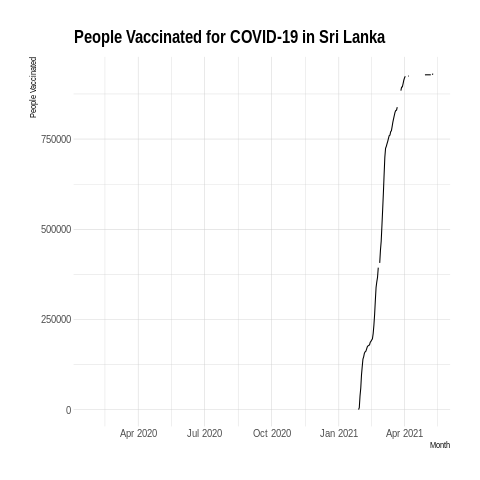 People Vaccinated for COVID-19 in Sri Lanka
People Vaccinated
750000
500000
250000
0
Apr 2020 Jul 2020 Oct 2020 Jan 2021 Apr 2021
Month